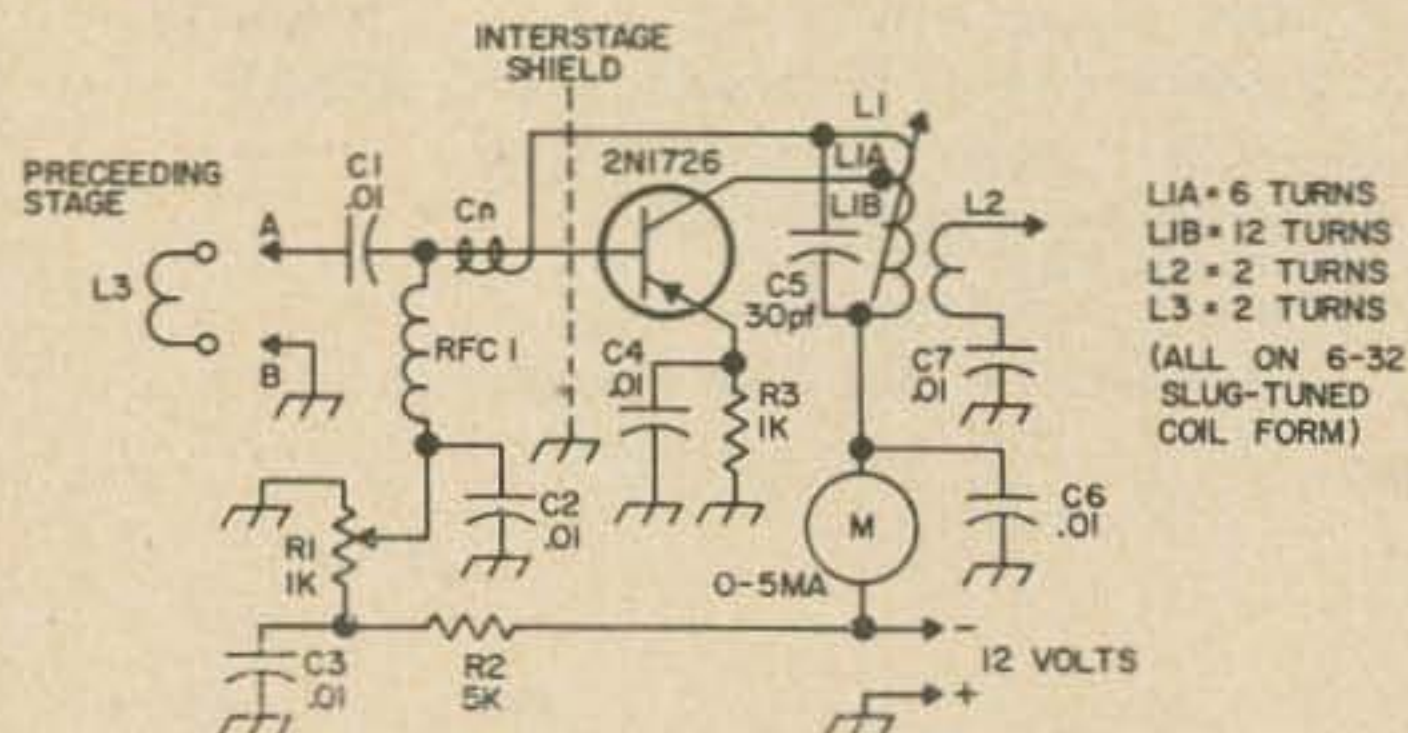 INTERSTAGE
SHIELD
PRECEEDING
STAGE
C1
.01
A
Cn
2N1726
L1
L1A
L1B
L2
L3
B
RFC 1
C5
30pf
C4
.01
R3
1K
C7
.01
L1A = 6 TURNS
L1B = 12 TURNS
L2 = 2 TURNS
L3 = 2 TURNS
(ALL ON 6-32
SLUG-TUNED
COIL FORM)
R1
1K
C2
.01
M
0-5MA
C6
.01
C3
.01
R2
5K
-
12 VOLTS
+